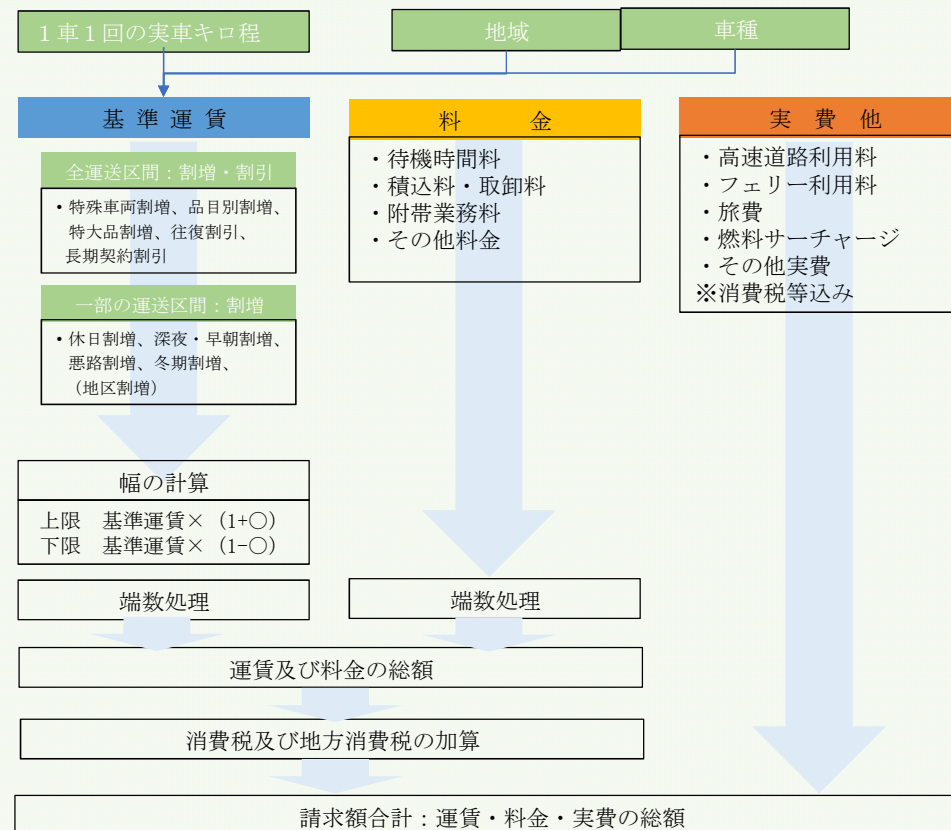 １車１回の実車キロ程
地域
車種
基準運賃
全運送区間：割増・割引
・特殊車両割増、品目別割増、
特大品割増、往復割引、
長期契約割引
一部の運送区間：割増
・休日割増、深夜・早朝割増、
悪路割増、冬期割増、
（地区割増）
幅の計算
上限　基準運賃×（1+○）
下限　基準運賃×（1-○）
端数処理
料　金
・待機時間料
・積込料・取卸料
・附帯業務料
・その他料金
端数処理
実費他
・高速道路利用料
・フェリー利用料
・旅費
・燃料サーチャージ
・その他実費
※消費税等込み
運賃及び料金の総額
消費税及び地方消費税の加算
請求額合計：運賃・料金・実費の総額